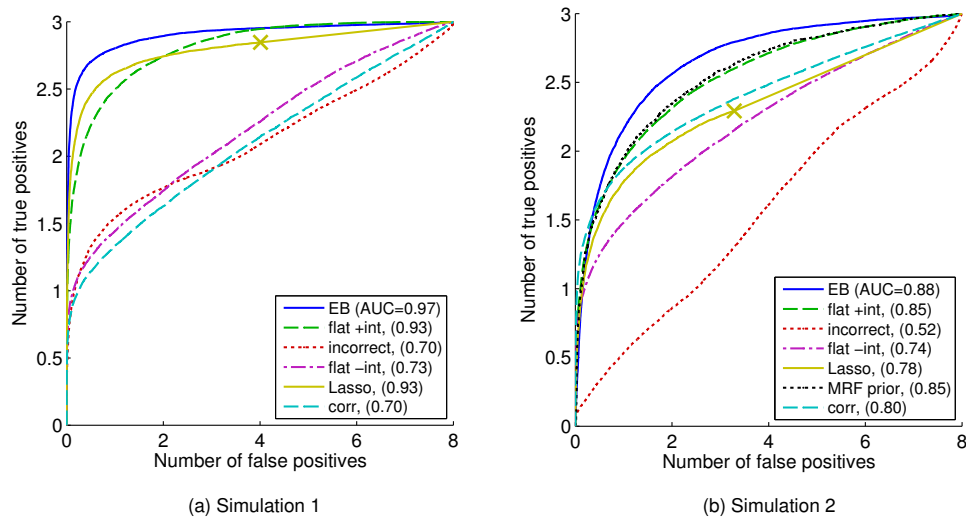 3
2.5
2
1.5
1
0.5
0
Number of true positives
EB (AUC=0.97)
flat +int, (0.93)
incorrect, (0.70)
flat −int, (0.73)
Lasso, (0.93)
corr, (0.70)
0 2 4 6 8
Number of false positives
(a) Simulation 1
3
2.5
2
1.5
1
0.5
0
Number of true positives
EB (AUC=0.88)
flat +int, (0.85)
incorrect, (0.52)
flat −int, (0.74)
Lasso, (0.78)
MRF prior, (0.85)
corr, (0.80)
0 2 4 6 8
Number of false positives
(b) Simulation 2